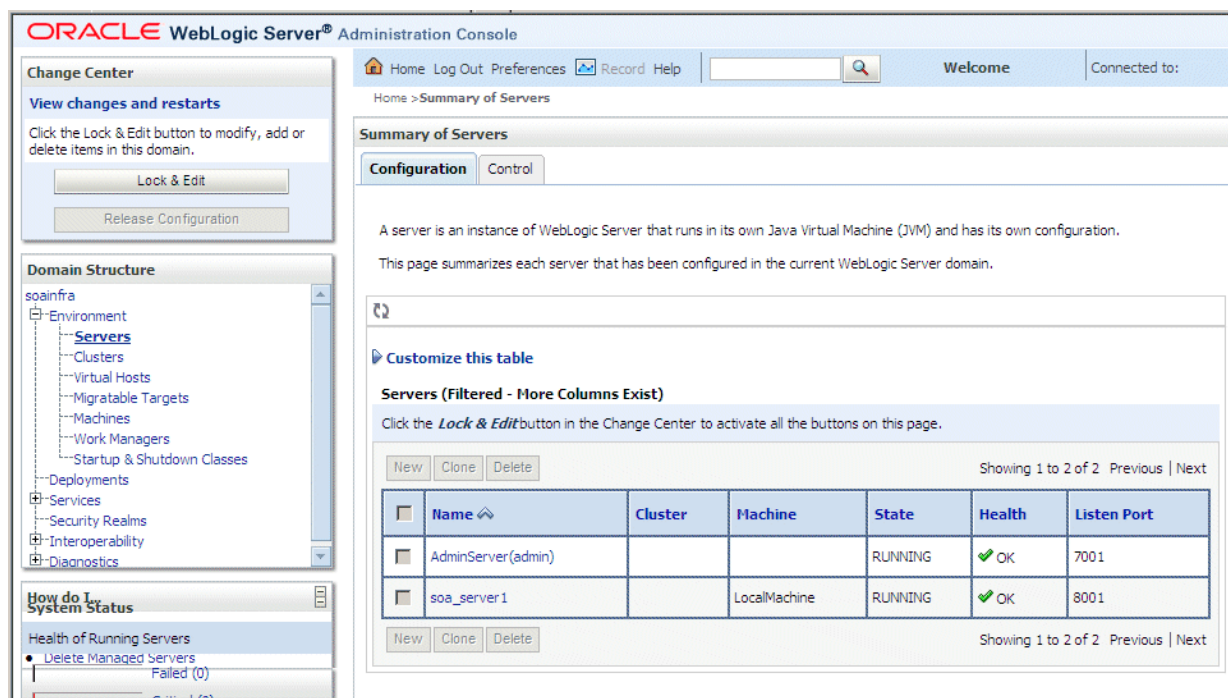 ORACLE WebLogic Server® Administration Console
Change Center
View changes and restarts
Click the Lock & Edit button to modify, add or
delete items in this domain.
Lock & Edit
Release Configuration
Domain Structure
soainfra
Environment
Servers
Clusters
Virtual Hosts
Migratable Targets
Machines
Work Managers
Startup & Shutdown Classes
Deployments
Services
Security Realms
Interoperability
Diagnostics
How do I...
System Status
Health of Running Servers
Delete Managed Servers
Failed (0)
Home Log Out Preferences Record Help
Welcome
Connected to:
Home >Summary of Servers
Summary of Servers
Configuration Control
A server is an instance of WebLogic Server that runs in its own Java Virtual Machine (JVM) and has its own configuration.
This page summarizes each server that has been configured in the current WebLogic Server domain.
Customize this table
Servers (Filtered - More Columns Exist)
Click the Lock & Edit button in the Change Center to activate all the buttons on this page.
New Clone Delete Showing 1 to 2 of 2 Previous | Next
Name Cluster Machine State Health Listen Port
AdminServer(admin) RUNNING OK 7001
soa_server1 LocalMachine RUNNING OK 8001
New Clone Delete Showing 1 to 2 of 2 Previous | Next